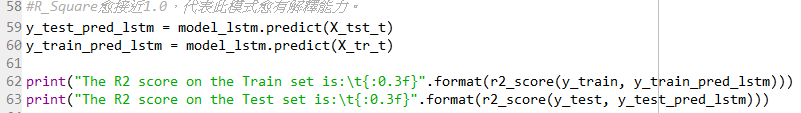 58 #R_Square愈接近1.0，代表此模式愈有解釋能力。
59 y_test_pred_lstm = model_lstm.predict(X_tst_t)
60 y_train_pred_lstm = model_lstm.predict(X_tr_t)
61
62 print("The R2 score on the Train set is:\t{:0.3f}".format(r2_score(y_train, y_train_pred_lstm)))
63 print("The R2 score on the Test set is:\t{:0.3f}".format(r2_score(y_test, y_test_pred_lstm)))